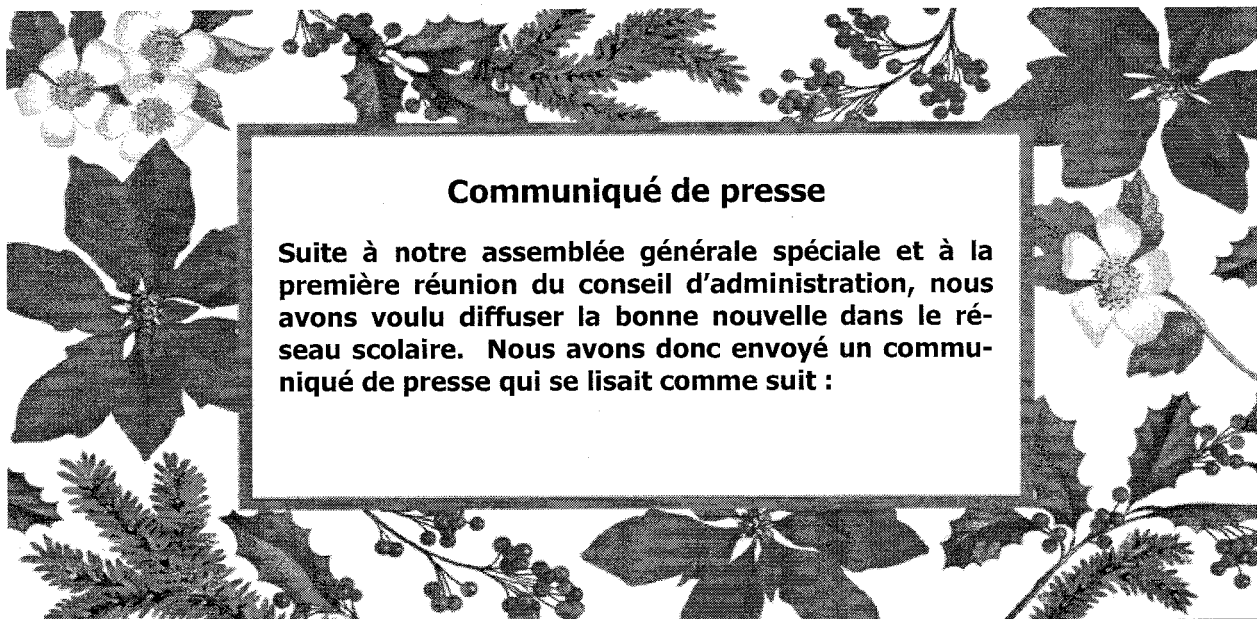 Communiqué de presse
Suite à notre assemblée générale spéciale et à la
première réunion du conseil d'administration, nous
avons voulu diffuser la bonne nouvelle dans le ré-
seau scolaire.  Nous avons donc envoyé un commu-
niqué de presse qui se lisait comme suit :